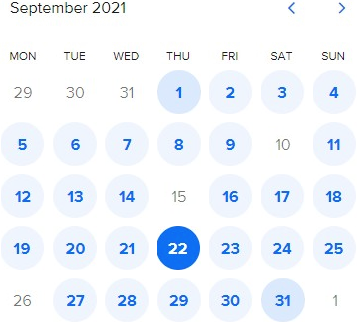 September 2021
MON TUE WED THU FRI SAT SUN
29 30 31 1 2 3 4
5 6 7 8 9 10 11
12 13 14 15 16 17 18
19 20 21 22 23 24 25
26 27 28 29 30 31 1